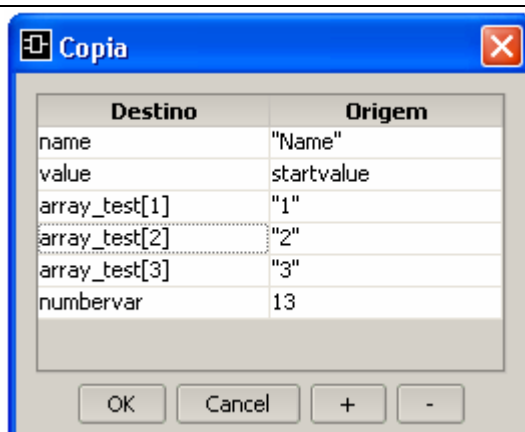 Copia
Destino Origem
name "Name"
value startvalue
array_test[1] "1"
array_test[2] "2"
array_test[3] "3"
numbervar 13
OK Cancel + -